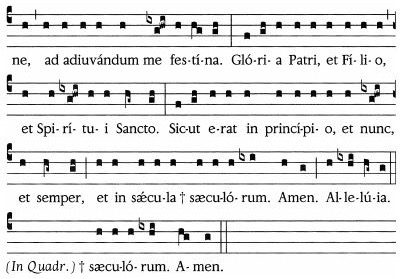 ne, ad adiuvándum me festína. Glóri-a Patri, et Fíli-o,
et Spi-rí-tu-i Sancto. Sic-ut e-rat in princípi-o, et nunc,
et semper, et in sǽcu-la † sæcu-ló-rum. Amen. Al-le-lú-ia.
(In Quadr.) † sæcu-ló-rum. A-men.